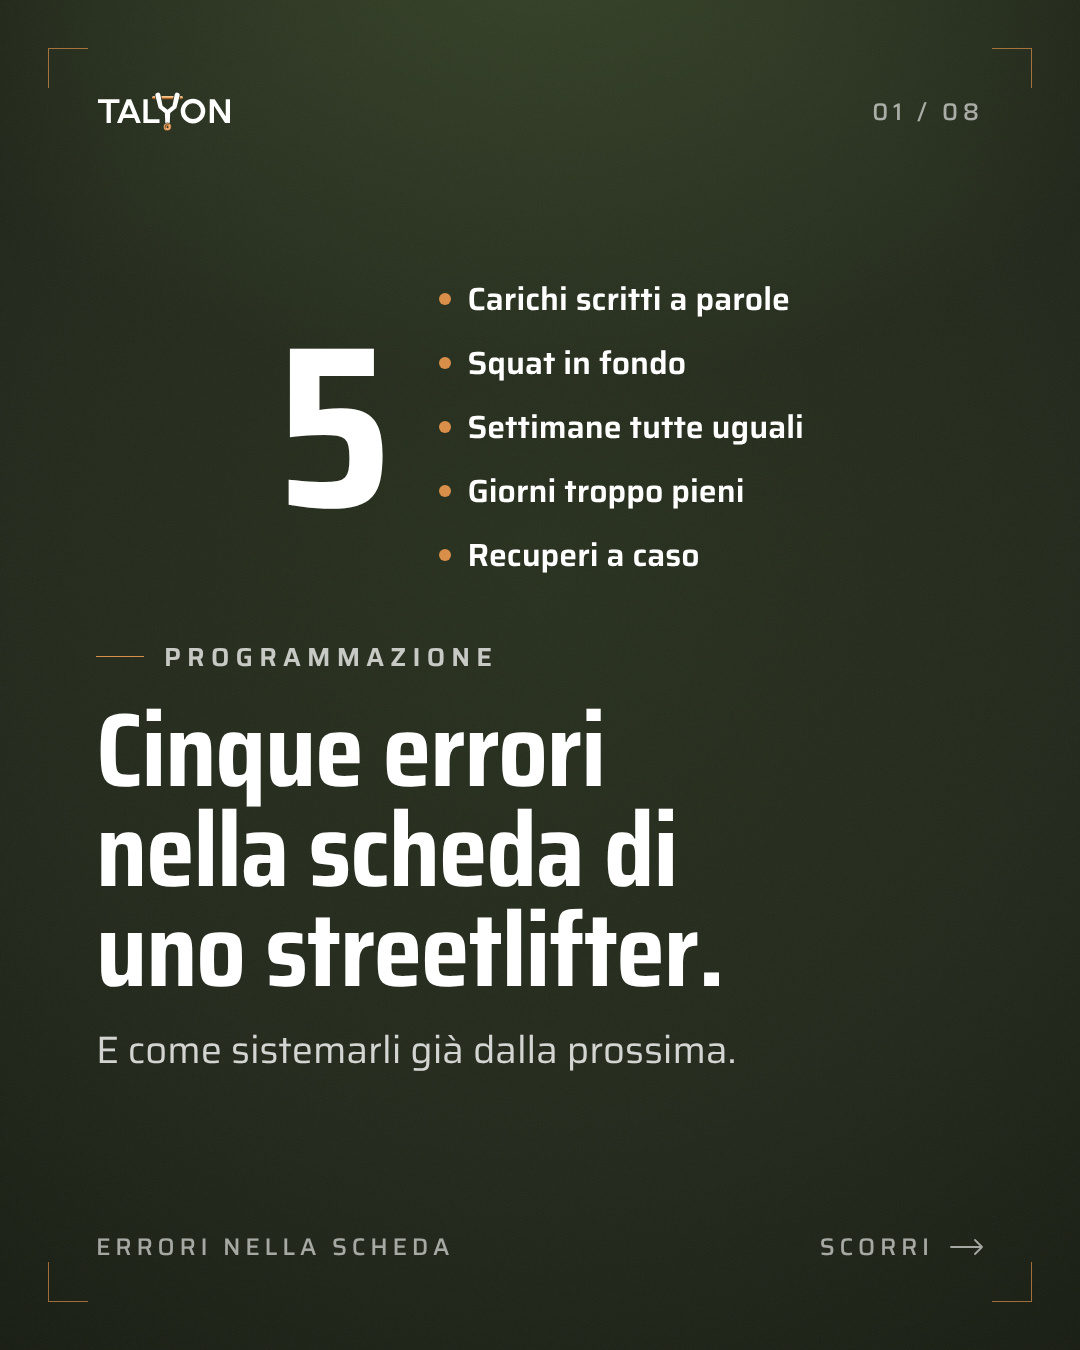 TALYON
01 / 08
5
Carichi scritti a parole
Squat in fondo
Settimane tutte uguali
Giorni troppo pieni
Recuperi a caso
PROGRAMMAZIONE
Cinque errori
nella scheda di
uno streetlifter.
E come sistemarli già dalla prossima.
ERRORI NELLA SCHEDA
SCORRI →